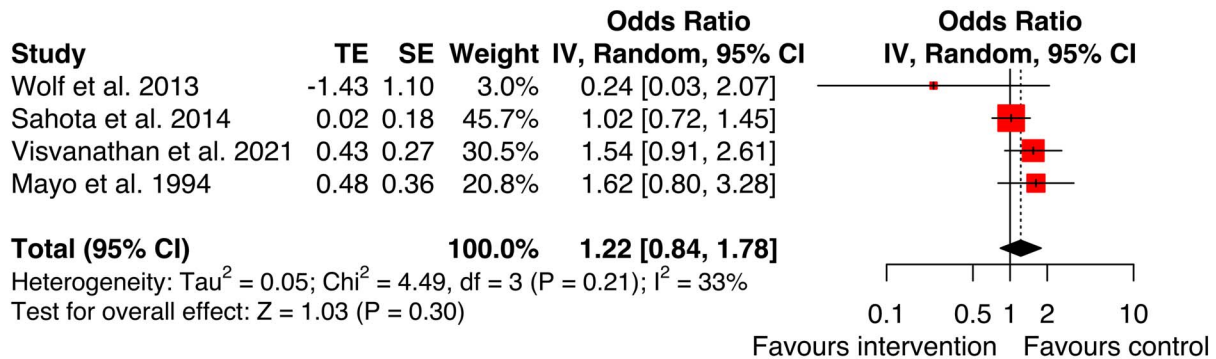 Odds Ratio Odds Ratio
Study TE SE Weight IV, Random, 95% CI IV, Random, 95% CI
Wolf et al. 2013 -1.43 1.10 3.0% 0.24 [0.03, 2.07]
Sahota et al. 2014 0.02 0.18 45.7% 1.02 [0.72, 1.45]
Visvanathan et al. 2021 0.43 0.27 30.5% 1.54 [0.91, 2.61]
Mayo et al. 1994 0.48 0.36 20.8% 1.62 [0.80, 3.28]
Total (95% CI) 100.0% 1.22 [0.84, 1.78]
Heterogeneity: Tau² = 0.05; Chi² = 4.49, df = 3 (P = 0.21); I² = 33%
Test for overall effect: Z = 1.03 (P = 0.30)
0.1 0.5 1 2 10
Favours intervention Favours control